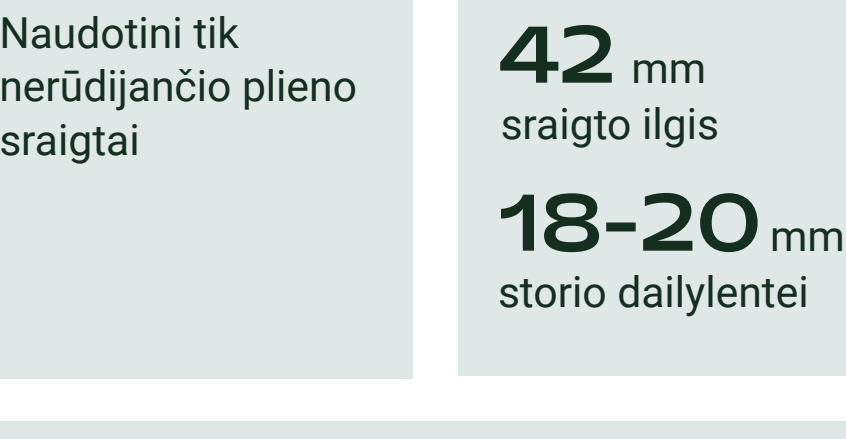 Naudotini tik
nerūdijančio plieno
sraigtai
42 mm
sraigto ilgis
18-20 mm
storio dailylentei